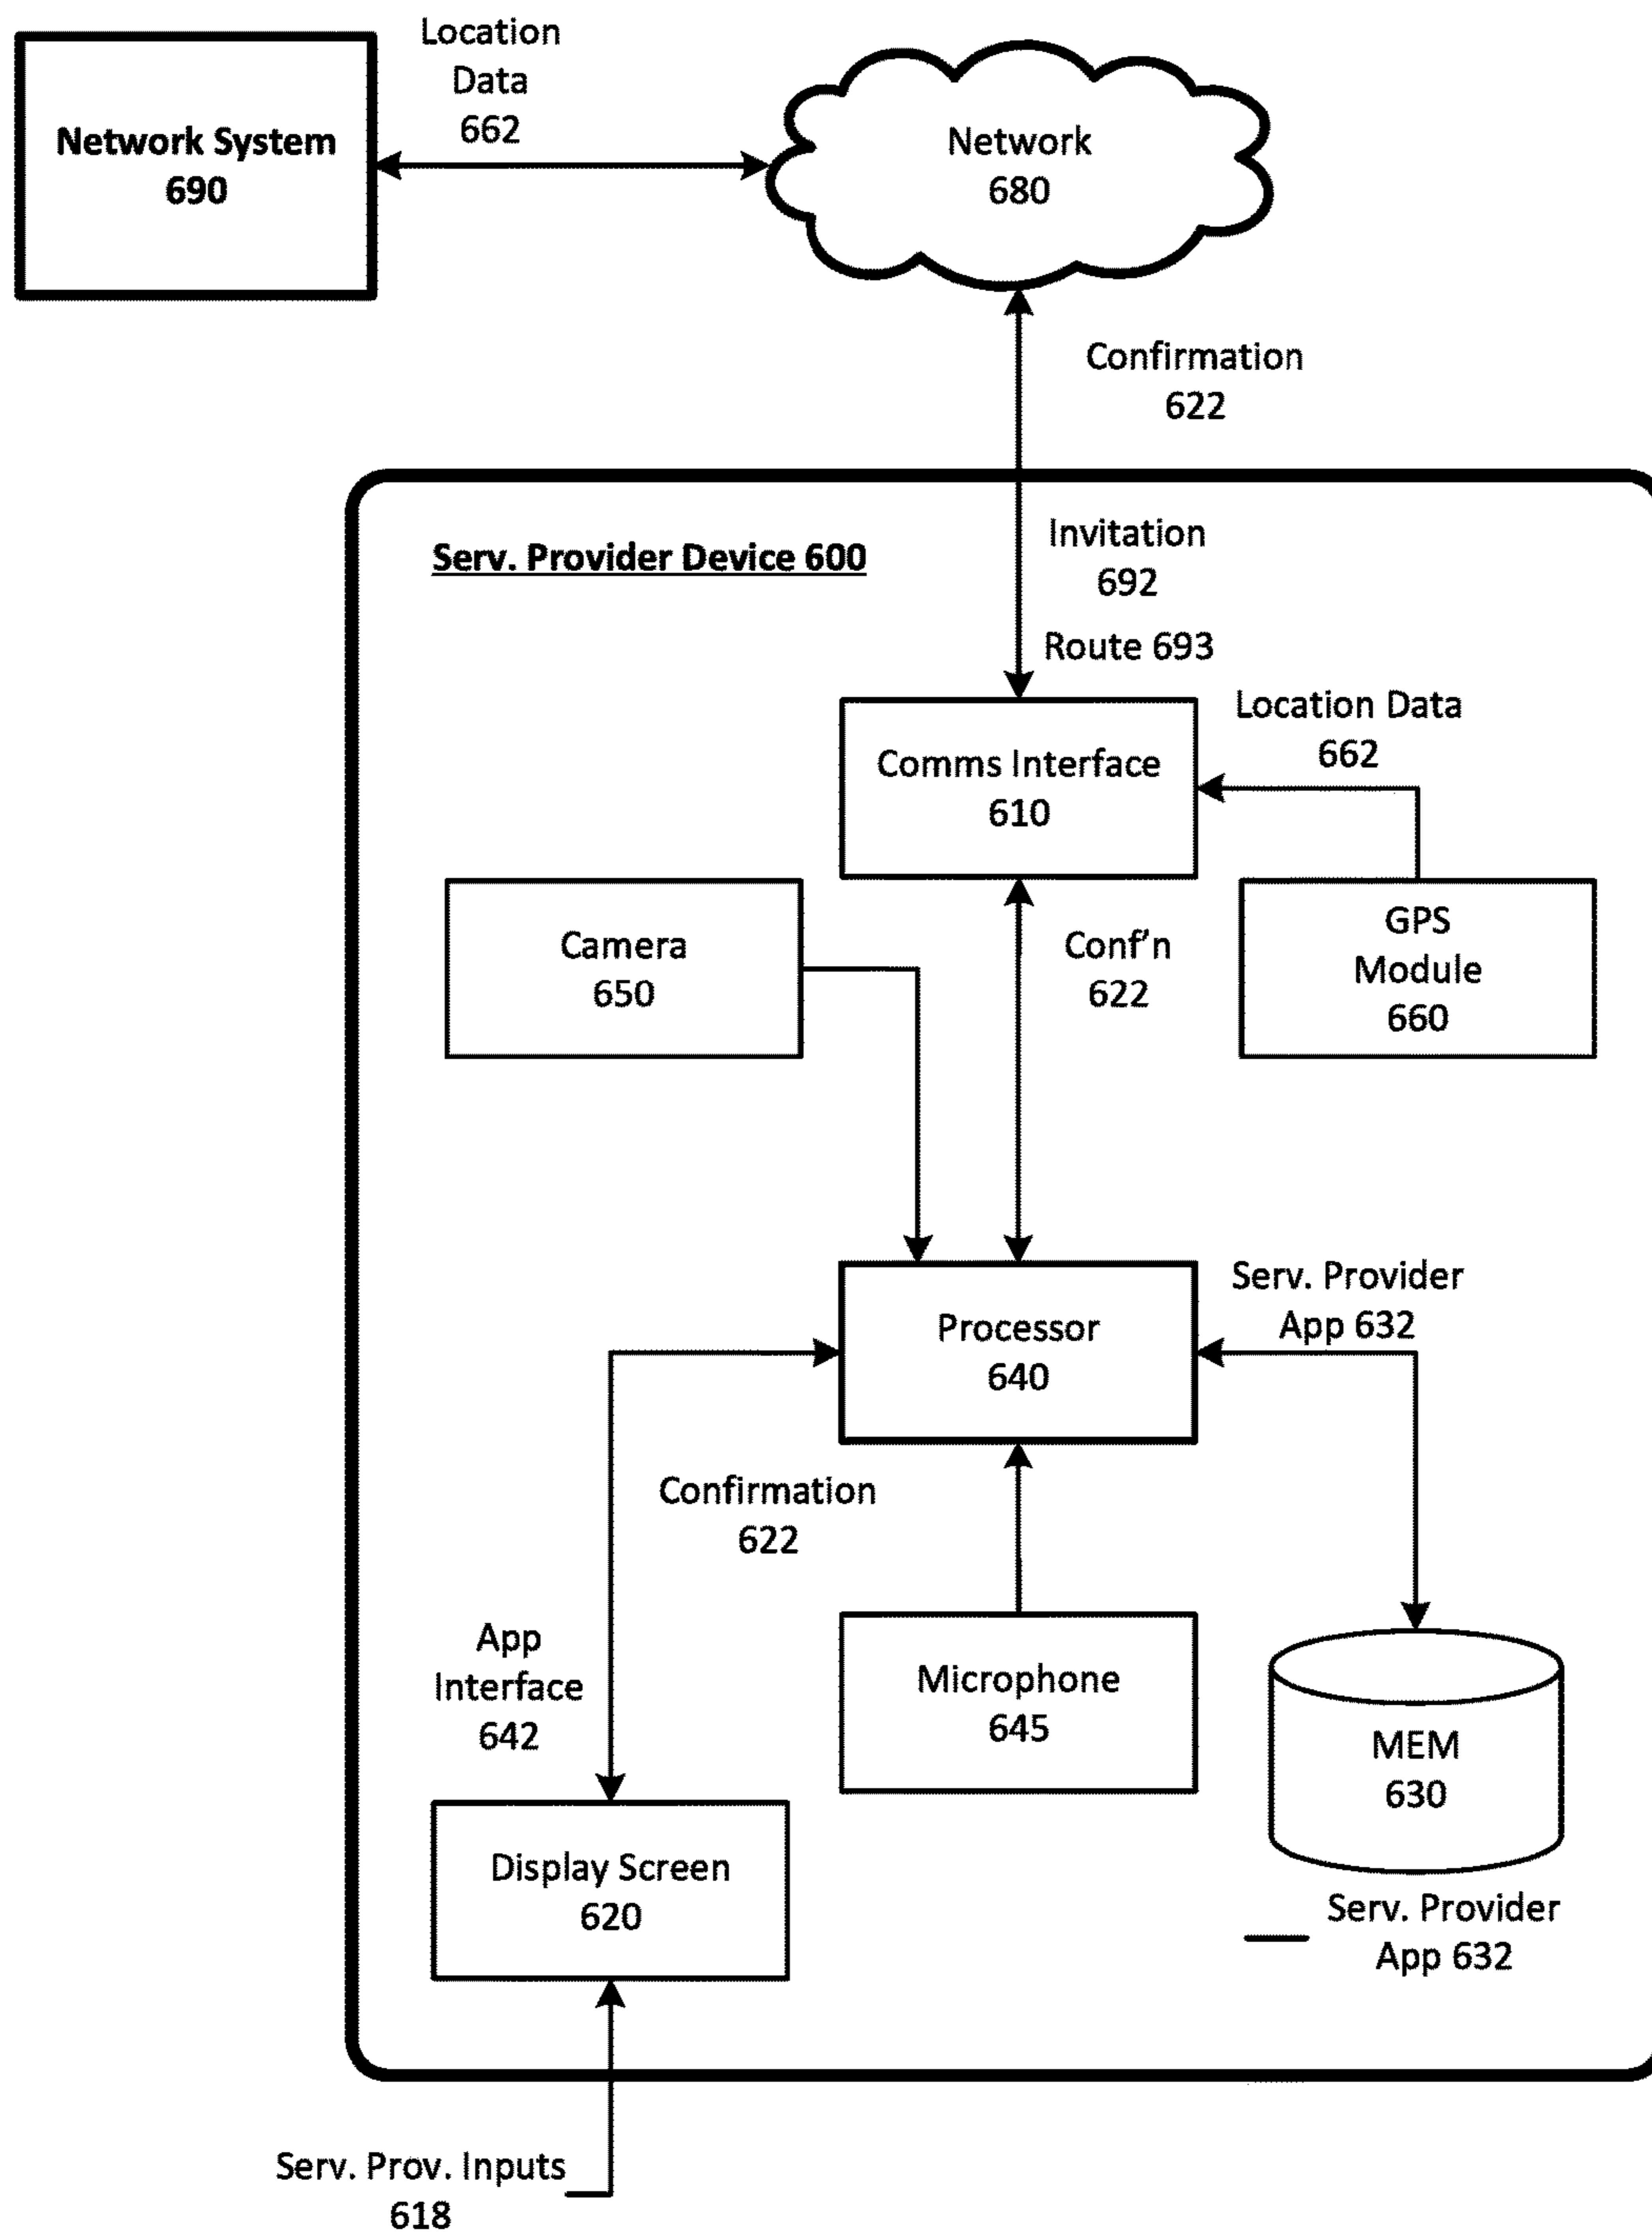 Location
Data
662
Network System
690
Network
680
Confirmation
622
Serv. Provider Device 600
Invitation
692
Route 693
Location Data
662
Comms Interface
610
Camera
650
Conf'n
622
GPS
Module
660
Serv. Provider
App 632
Processor
640
Confirmation
622
App
Interface
642
Microphone
645
MEM
630
Display Screen
620
Serv. Provider
App 632
Serv. Prov. Inputs
618